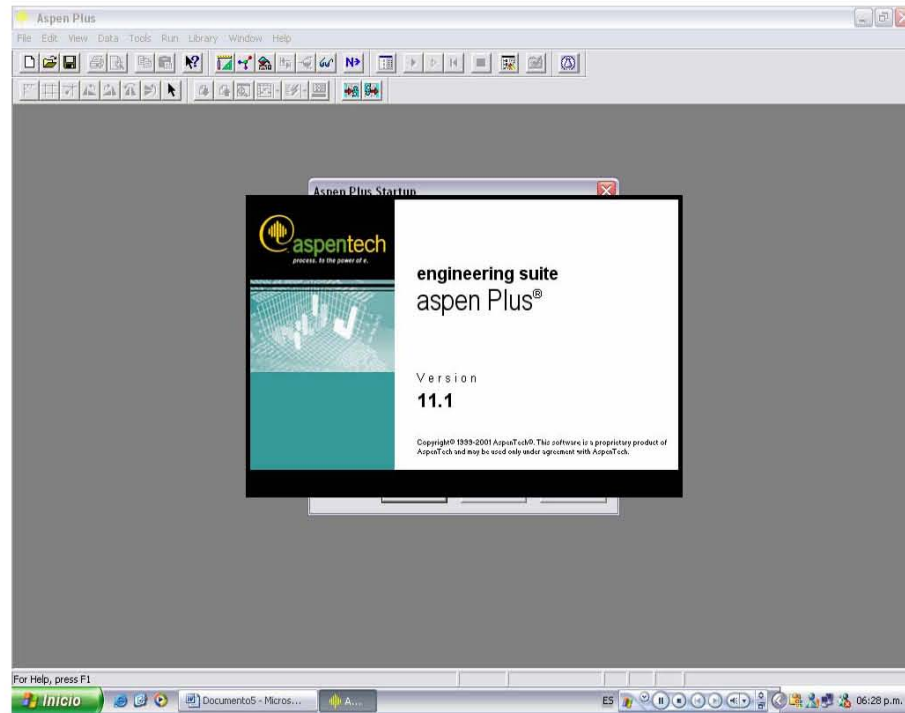 Aspen Plus
File Edit View Data Tools Run Library Window Help
N>
Aspen Plus Startup
aspentech
process. to the power of e.
engineering suite
aspen Plus®
Version
11.1
Copyright© 1999-2001 AspenTech®. This software is a proprietary product of
AspenTech and may be used only under agreement with AspenTech.
For Help, press F1
Inicio
Documento5 - Micros...
A...
ES
06:28 p.m.